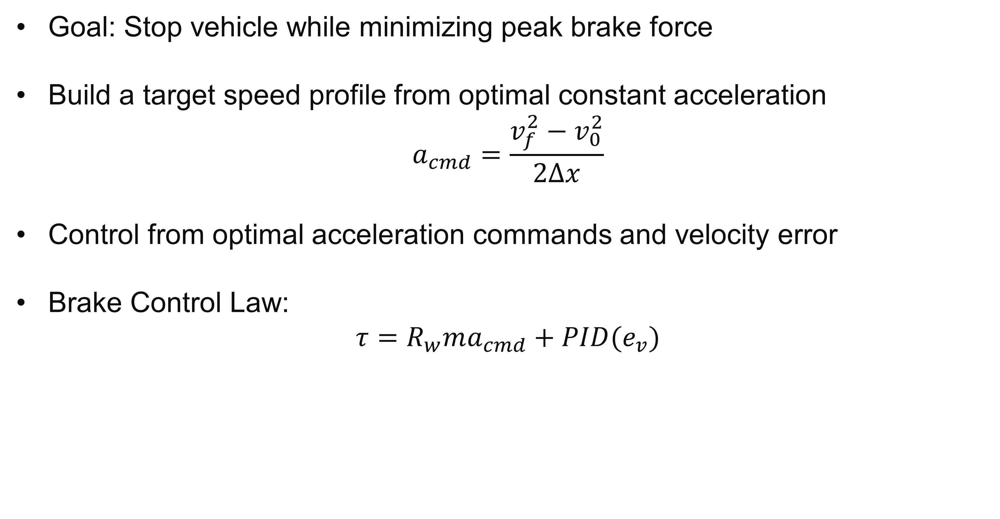 • Goal: Stop vehicle while minimizing peak brake force
• Build a target speed profile from optimal constant acceleration
$a_{cmd} = \frac{v_f^2 - v_0^2}{2\Delta x}$
• Control from optimal acceleration commands and velocity error
• Brake Control Law:
$\tau = R_w m a_{cmd} + PID(e_v)$